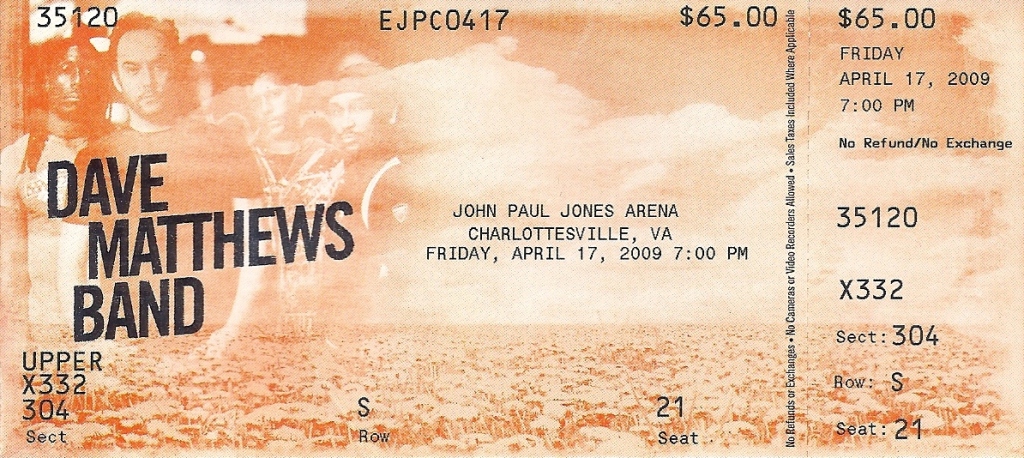 35120
EJPC0417
$65.00
DAVE
MATTHEWS
BAND
JOHN PAUL JONES ARENA
CHARLOTTESVILLE, VA
FRIDAY, APRIL 17, 2009 7:00 PM
UPPER
X332
304
Sect
S
Row
21
Seat
No Refunds or Exchanges • No Cameras or Video Recorders Allowed • Sales Taxes Included Where Applicable
$65.00
FRIDAY
APRIL 17, 2009
7:00 PM
No Refund/No Exchange
35120
X332
Sect: 304
Row: S
Seat: 21